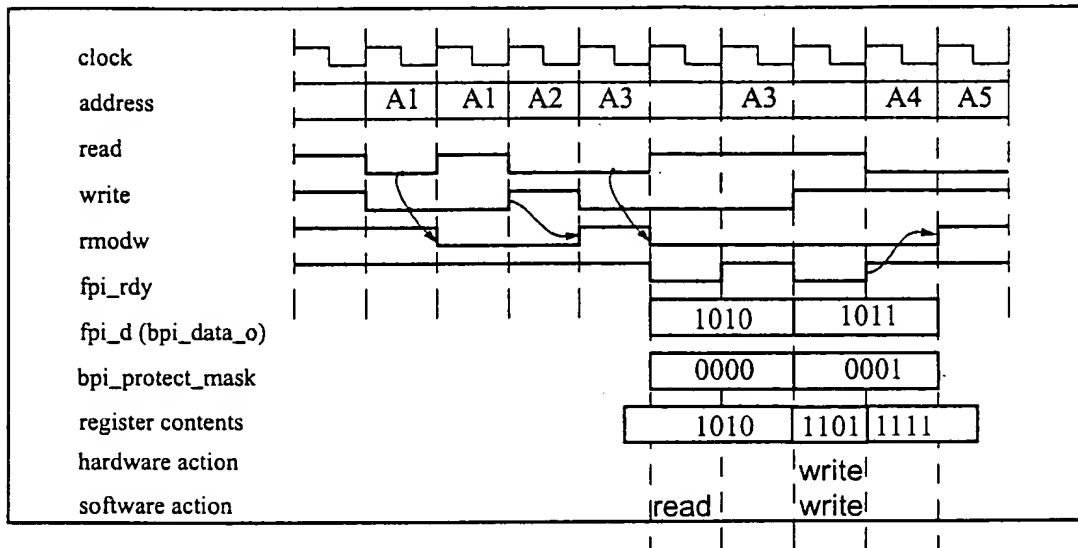 clock
address A1 A1 A2 A3 A3 A4 A5
read
write
rmodw
fpi_rdy
fpi_d (bpi_data_o) 1010 1011
bpi_protect_mask 0000 0001
register contents 1010 1101 1111
hardware action write
software action read write